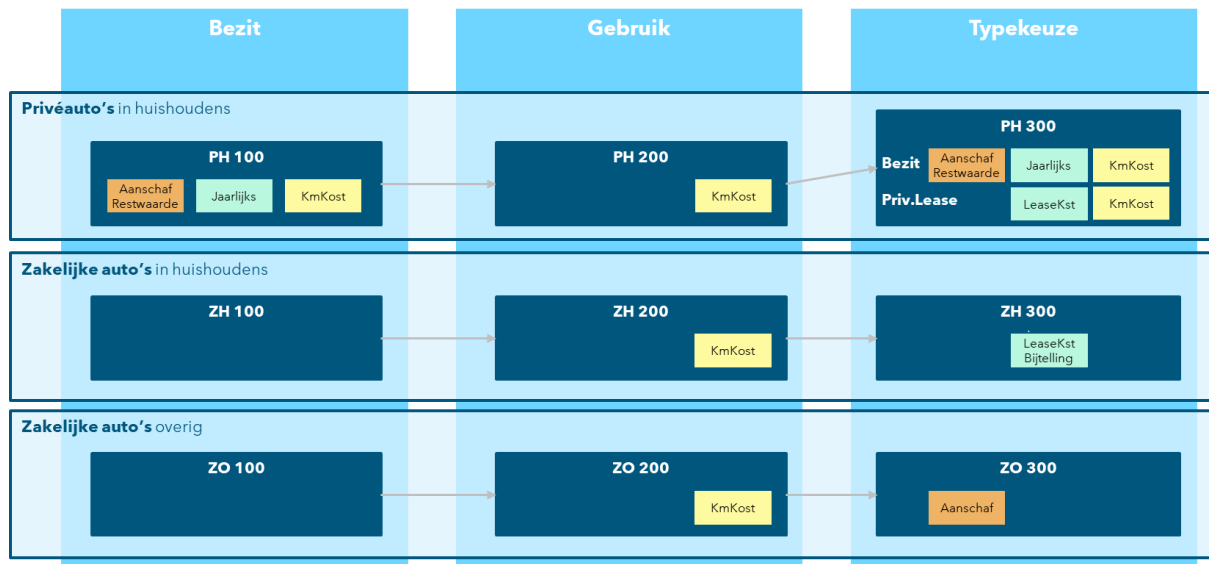 Bezit
Gebruik
Typekeuze
Privéauto's in huishoudens
PH 100
Aanschaf
Restwaarde
Jaarlijks
KmKost
PH 200
KmKost
PH 300
Bezit
Aanschaf
Restwaarde
Jaarlijks
KmKost
Priv.Lease
LeaseKst
KmKost
Zakelijke auto's in huishoudens
ZH 100
ZH 200
KmKost
ZH 300
LeaseKst
Bijtelling
Zakelijke auto's overig
ZO 100
ZO 200
KmKost
ZO 300
Aanschaf